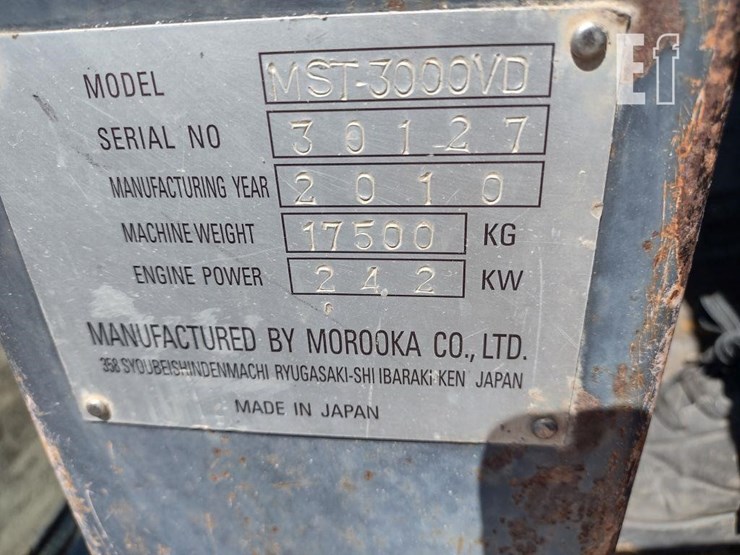 Ef
MODEL MST-3000VD
SERIAL NO 30127
MANUFACTURING YEAR 2010
MACHINE WEIGHT 17500 KG
ENGINE POWER 242 KW
MANUFACTURED BY MOROOKA CO., LTD.
358 SYOUBEISHINDENMACHI RYUGASAKI-SHI IBARAKI KEN JAPAN
MADE IN JAPAN